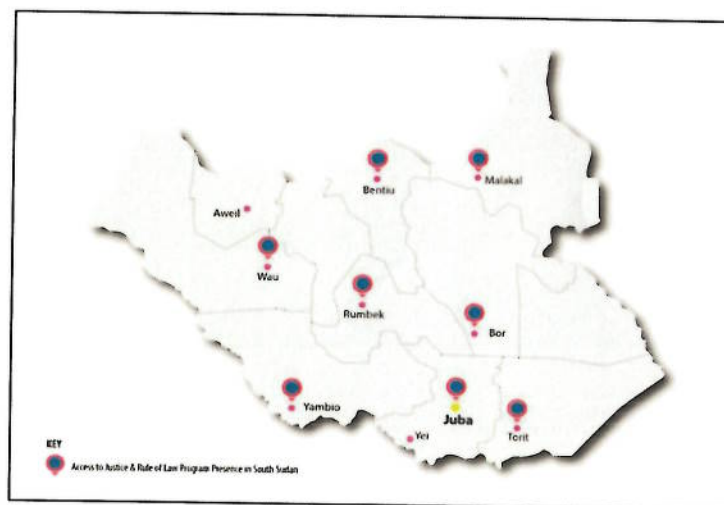 Bentiu
Malakal
Aweil
Wau
Rumbek
Bor
Yambio
Juba
Yei
Torit
KEY
Access to Justice & Rule of Law Program Presence in South Sudan